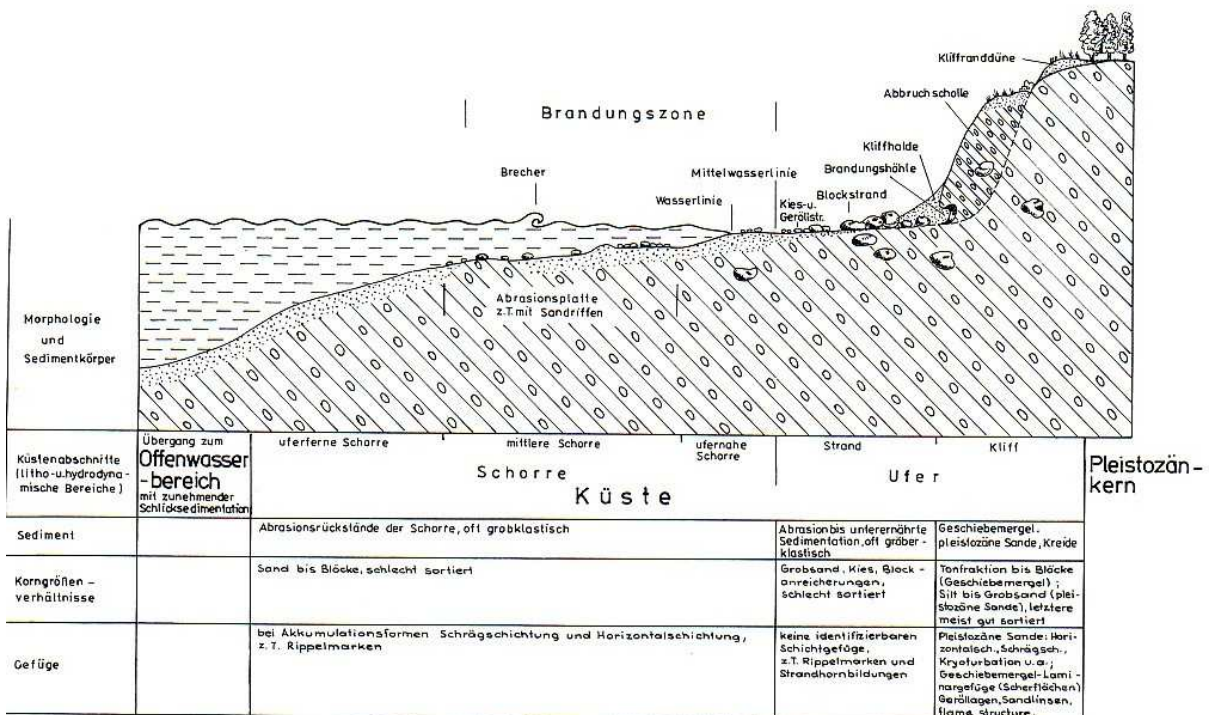 Kliffranddüne
Abbruchscholle
Brandungszone
Kliffhalde
Brecher
Mittelwasserlinie
Brandungshöhle
Wasserlinie
Kies-u.
Geröllstr.
Blockstrand
Abrasionsplatte
z.T. mit Sandriffen
Morphologie
und
Sedimentkörper
Küstenabschnitte
(litho-u.hydrodyna-
mische Bereiche)
Übergang zum
Offenwasser
-bereich
mit zunehmender
Schlicksedimentation
uferferne Schorre
mittlere Schorre
ufernahe
Schorre
Strand
Kliff
Schorre
Ufer
Küste
Pleistozän-
kern
Sediment
Abrasionsrückstände der Schorre, oft grobklastisch
Abrasion bis unterernährte
Sedimentation, oft gröber-
klastisch
Geschiebemergel.
pleistozäne Sande, Kreide
Korngrößen-
verhältnisse
Sand bis Blöcke, schlecht sortiert
Grobsand, Kies, Block-
anreicherungen,
schlecht sortiert
Tonfraktion bis Blöcke
(Geschiebemergel);
Silt bis Grobsand (plei-
stozäne Sande), letztere
meist gut sortiert
Gefüge
bei Akkumulationsformen Schrägschichtung und Horizontalschichtung,
z.T. Rippelmarken
keine identifizierbaren
Schichtgefüge,
z.T. Rippelmarken und
Strandhornbildungen
Pleistozäne Sande: Hori-
zontalsch., Schrägsch.,
Kryoturbation u.a.;
Geschiebemergel-Lami-
nargefüge (Scherflächen)
Geröllagen, Sandlinsen,
flame structure.